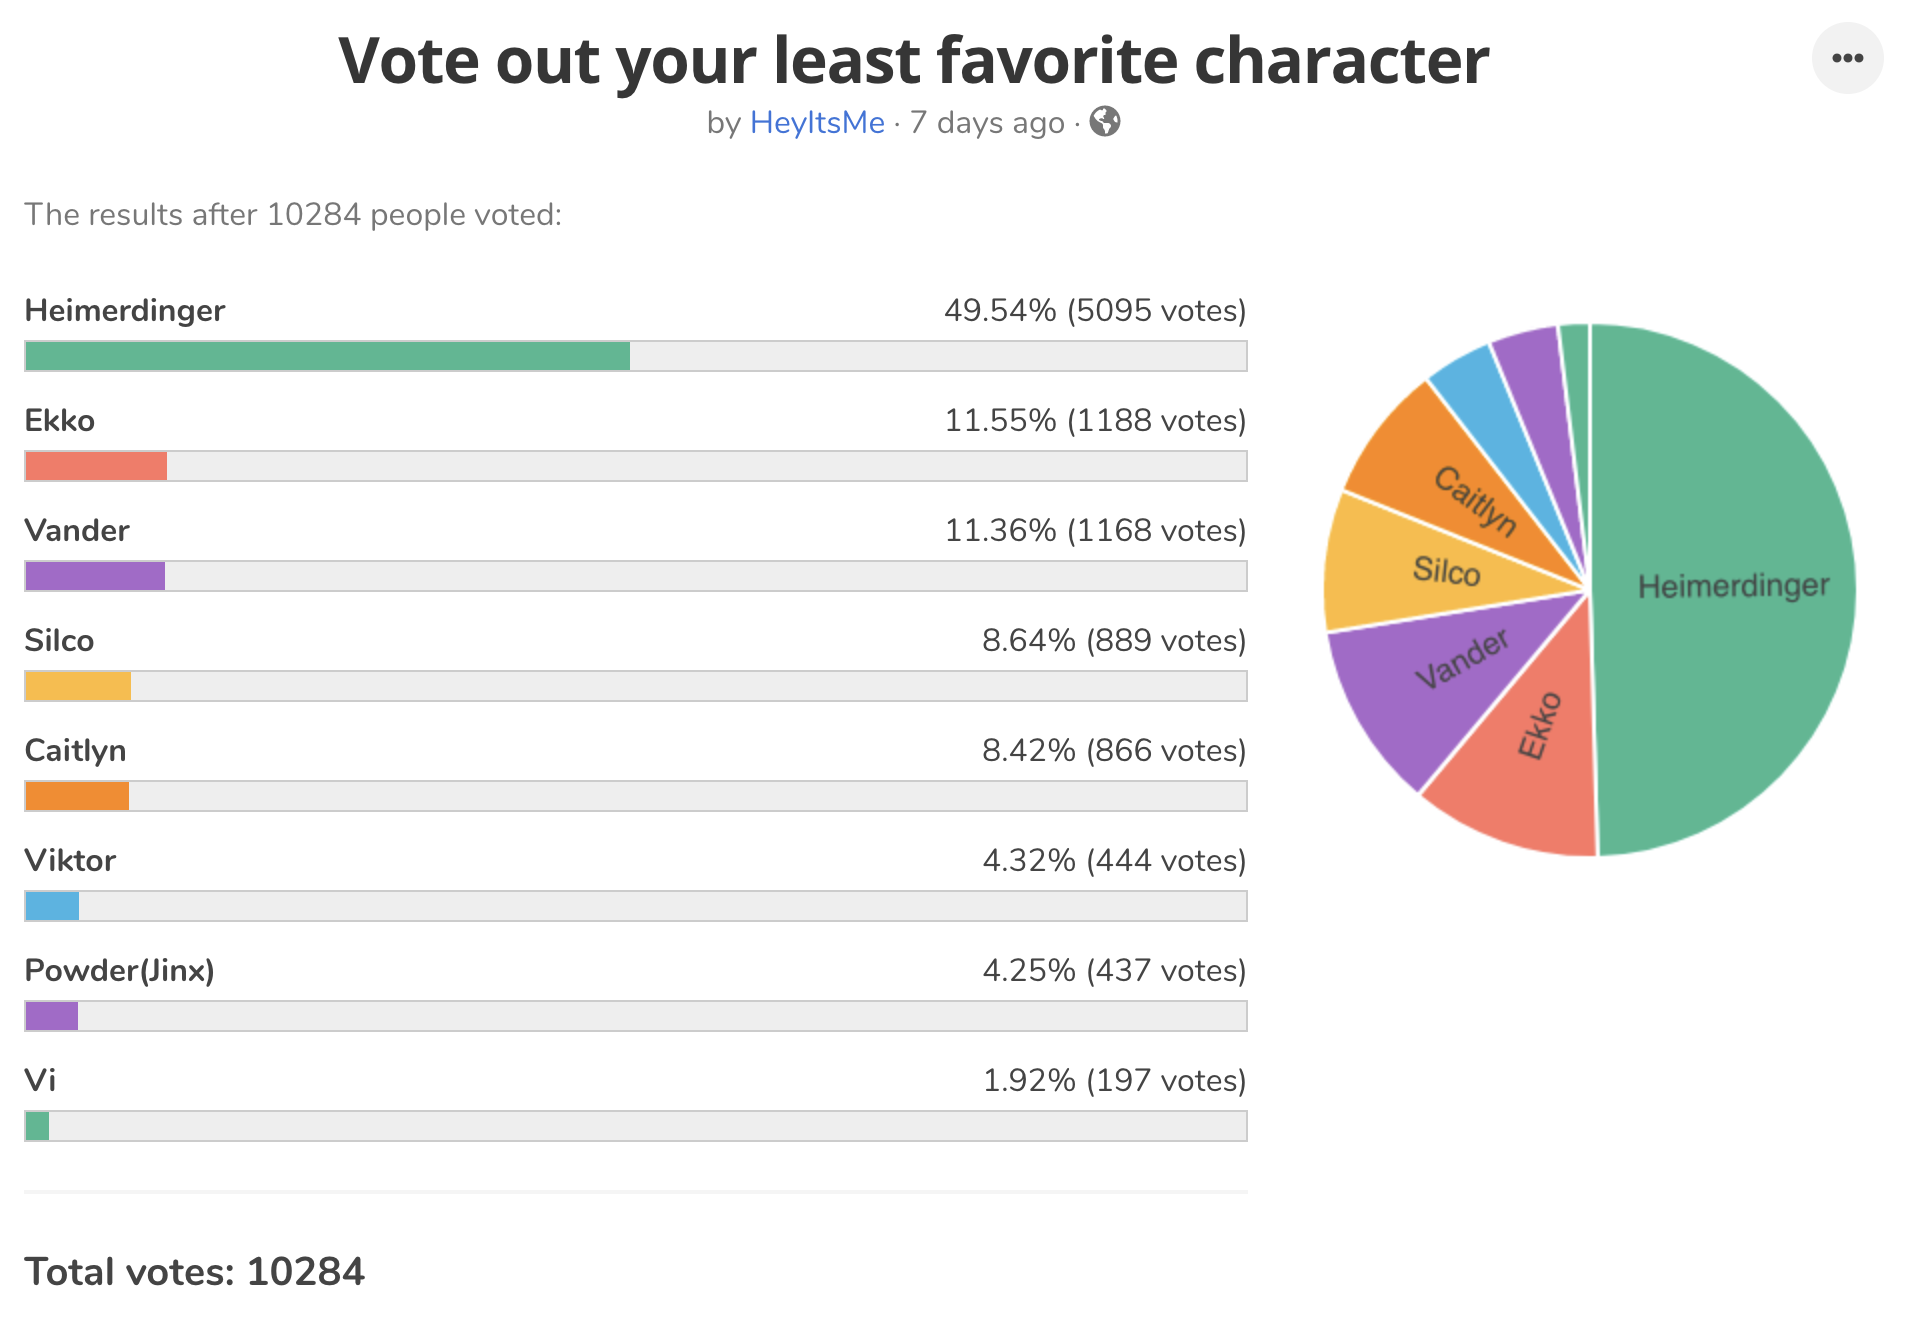 Vote out your least favorite character
by HeyItsMe · 7 days ago ·
The results after 10284 people voted:
Heimerdinger 49.54% (5095 votes)
Ekko 11.55% (1188 votes)
Vander 11.36% (1168 votes)
Silco 8.64% (889 votes)
Caitlyn 8.42% (866 votes)
Viktor 4.32% (444 votes)
Powder(Jinx) 4.25% (437 votes)
Vi 1.92% (197 votes)
Total votes: 10284
Caitlyn
Silco
Heimerdinger
Vander
Ekko